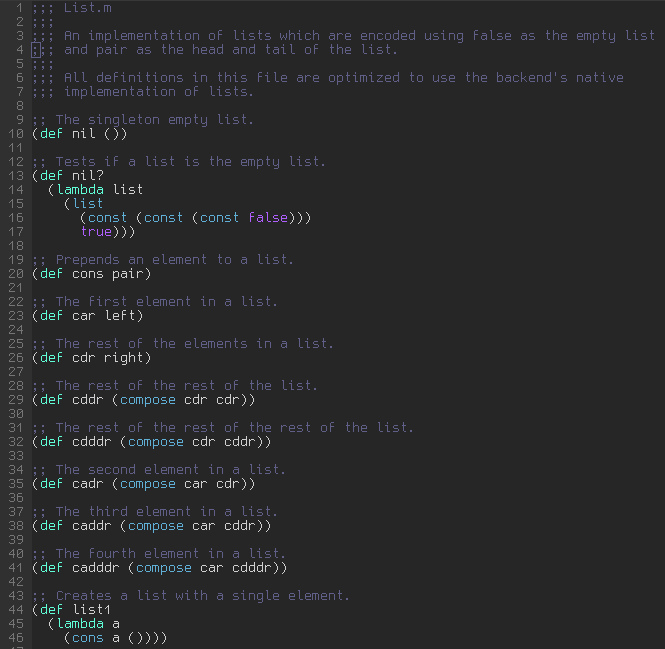 1 ;;; List.m
2 ;;;
3 ;;; An implementation of lists which are encoded using False as the empty list
4 ;;; and pair as the head and tail of the list.
5 ;;;
6 ;;; All definitions in this file are optimized to use the backend's native
7 ;;; implementation of lists.
8
9 ;; The singleton empty list.
10 (def nil ())
11
12 ;; Tests if a list is the empty list.
13 (def nil?
14   (lambda list
15     (list
16       (const (const (const false)))
17       true)))
18
19 ;; Prepends an element to a list.
20 (def cons pair)
21
22 ;; The first element in a list.
23 (def car left)
24
25 ;; The rest of the elements in a list.
26 (def cdr right)
27
28 ;; The rest of the rest of the list.
29 (def cddr (compose cdr cdr))
30
31 ;; The rest of the rest of the rest of the list.
32 (def cdddr (compose cdr cddr))
33
34 ;; The second element in a list.
35 (def cadr (compose car cdr))
36
37 ;; The third element in a list.
38 (def caddr (compose car cddr))
39
40 ;; The fourth element in a list.
41 (def cadddr (compose car cdddr))
42
43 ;; Creates a list with a single element.
44 (def list1
45   (lambda a
46     (cons a ())))
47